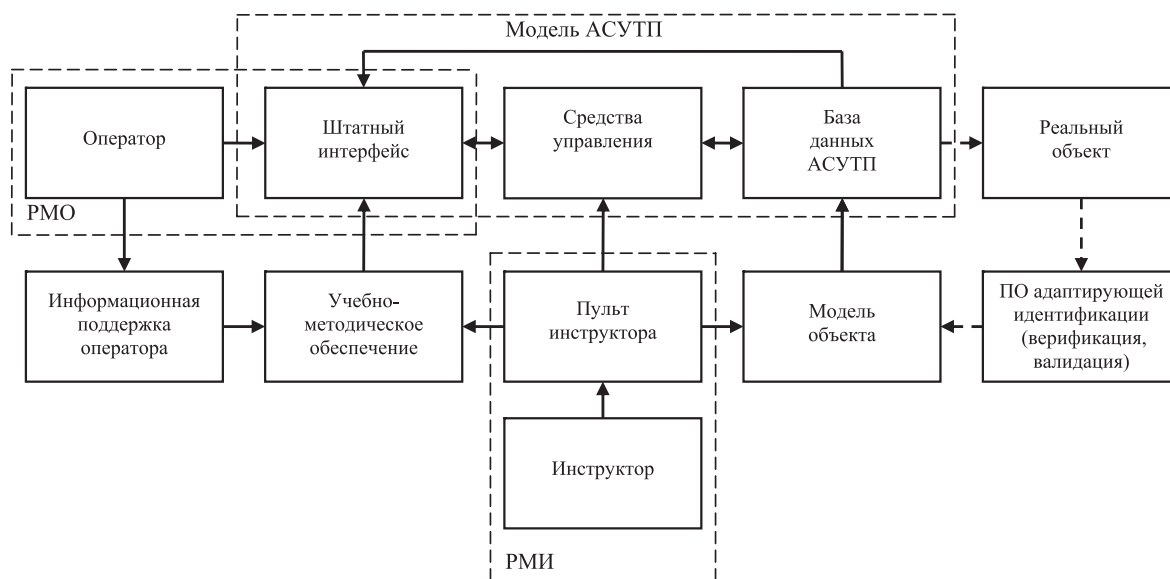 Модель АСУТП
Оператор
Штатный
интерфейс
Средства
управления
База
данных
АСУТП
Реальный
объект
РМО
Информационная
поддержка
оператора
Учебно-
методическое
обеспечение
Пульт
инструктора
Модель
объекта
ПО адаптирующей
идентификации
(верификация,
валидация)
Инструктор
РМИ